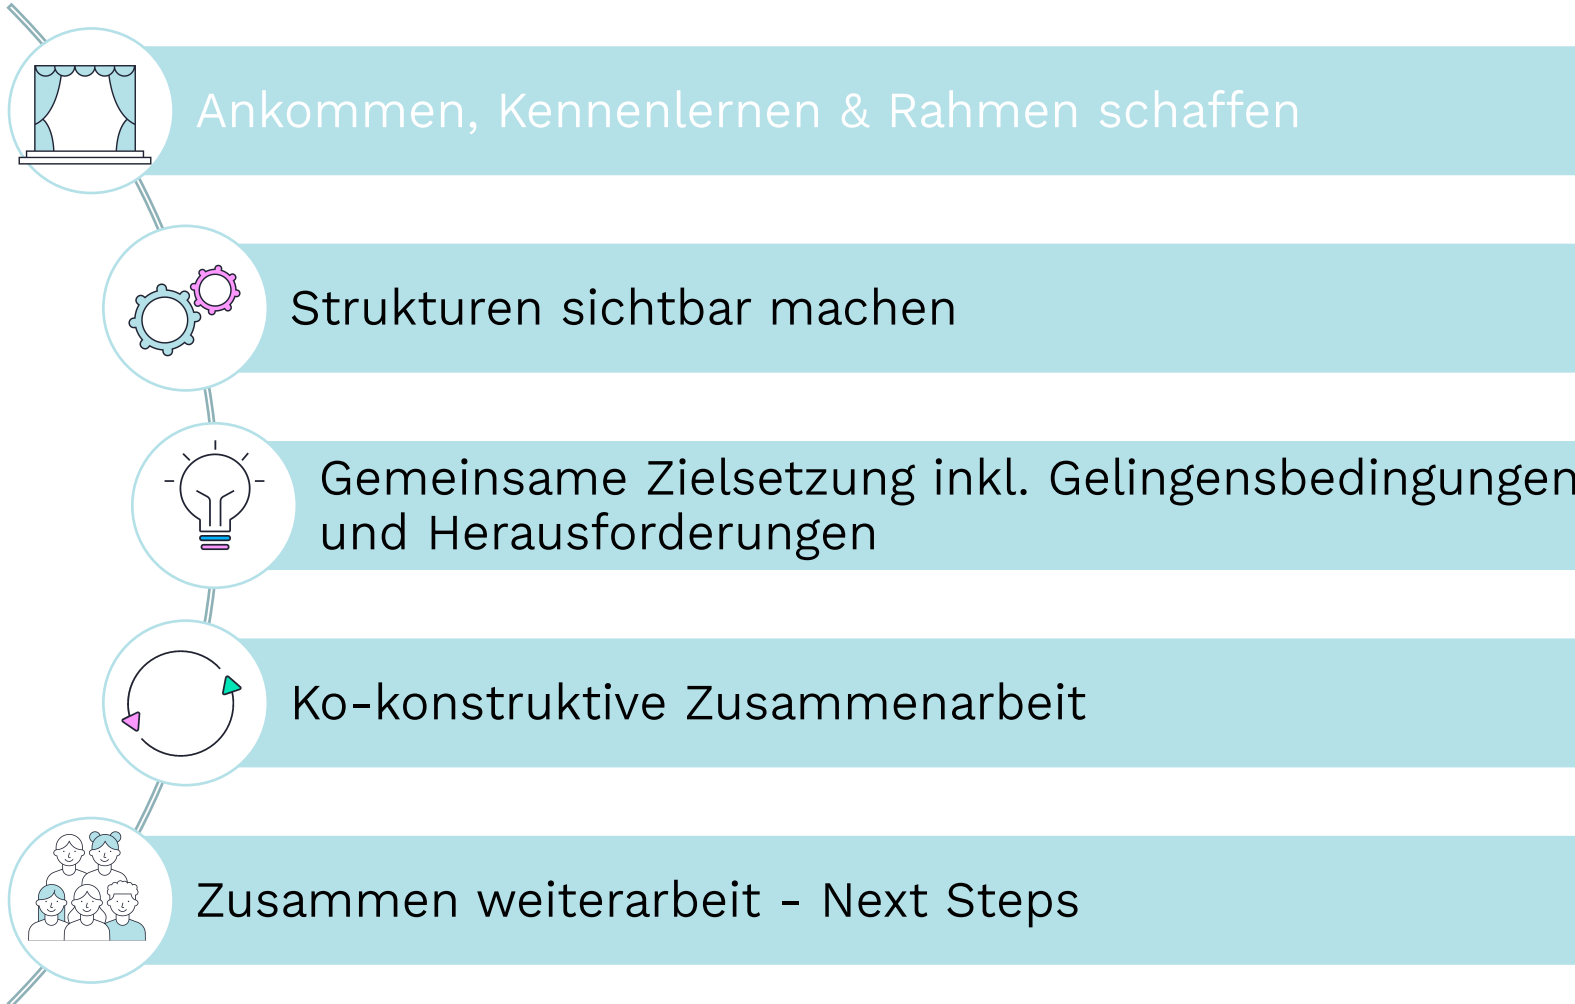 Ankommen, Kennenlernen & Rahmen schaffen
Strukturen sichtbar machen
Gemeinsame Zielsetzung inkl. Gelingensbedingungen
und Herausforderungen
Ko-konstruktive Zusammenarbeit
Zusammen weiterarbeit - Next Steps